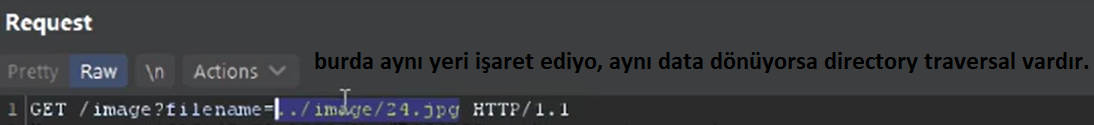 Request
Pretty Raw \n Actions burda aynı yeri işaret ediyo, aynı data dönüyorsa directory traversal vardır.
1 GET /image?filename=../image/24.jpg HTTP/1.1